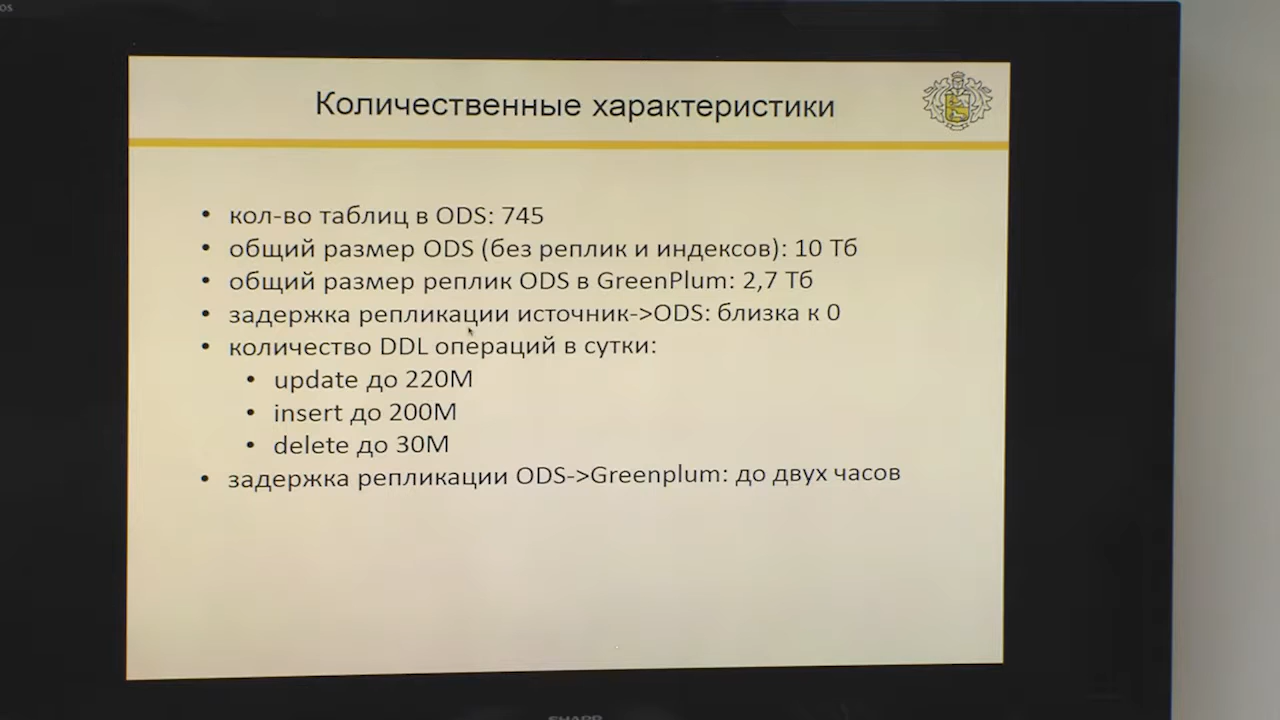 Количественные характеристики
• кол-во таблиц в ODS: 745
• общий размер ODS (без реплик и индексов): 10 Тб
• общий размер реплик ODS в GreenPlum: 2,7 Тб
• задержка репликации источник->ODS: близка к 0
• количество DDL операций в сутки:
• update до 220M
• insert до 200M
• delete до 30M
• задержка репликации ODS->Greenplum: до двух часов
SHARP